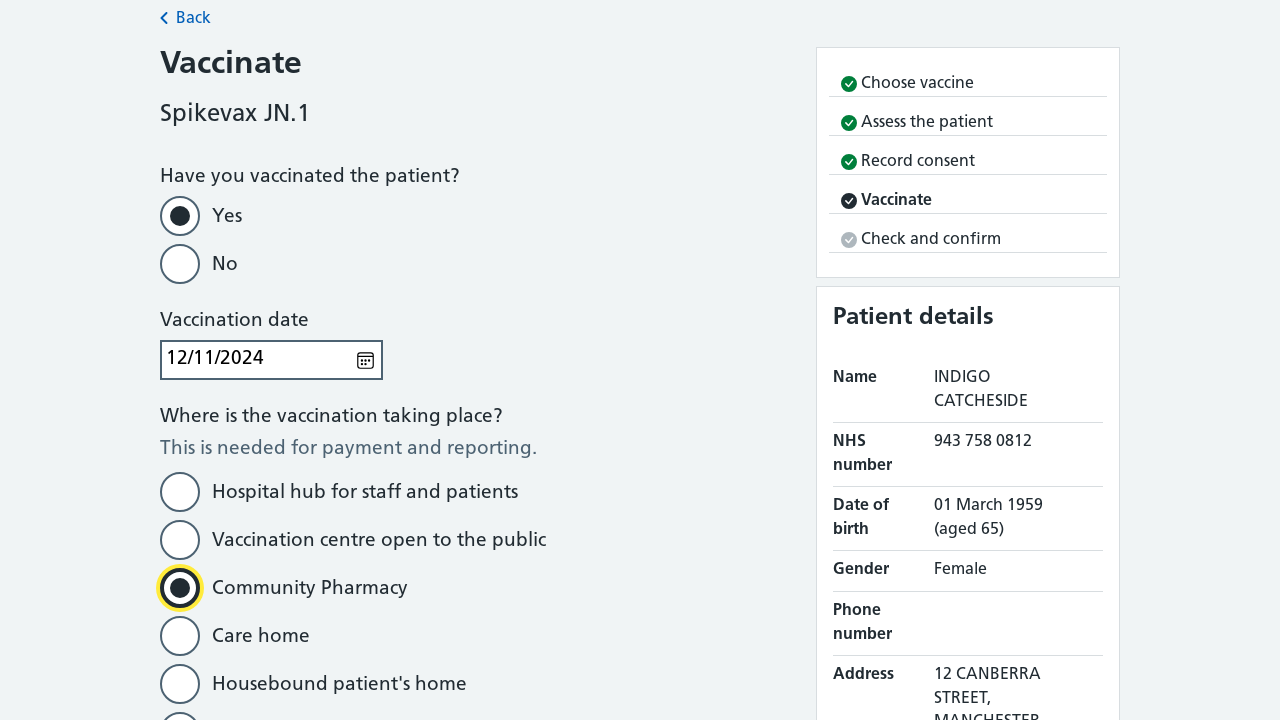 Back
Vaccinate
Spikevax JN.1
Have you vaccinated the patient?
Yes
No
Vaccination date
12/11/2024
Where is the vaccination taking place?
This is needed for payment and reporting.
Hospital hub for staff and patients
Vaccination centre open to the public
Community Pharmacy
Care home
Housebound patient's home
Choose vaccine
Assess the patient
Record consent
Vaccinate
Check and confirm
Patient details
Name INDIGO
CATCHESIDE
NHS 943 758 0812
number
Date of 01 March 1959
birth (aged 65)
Gender Female
Phone
number
Address 12 CANBERRA
STREET,
MANCHESTER